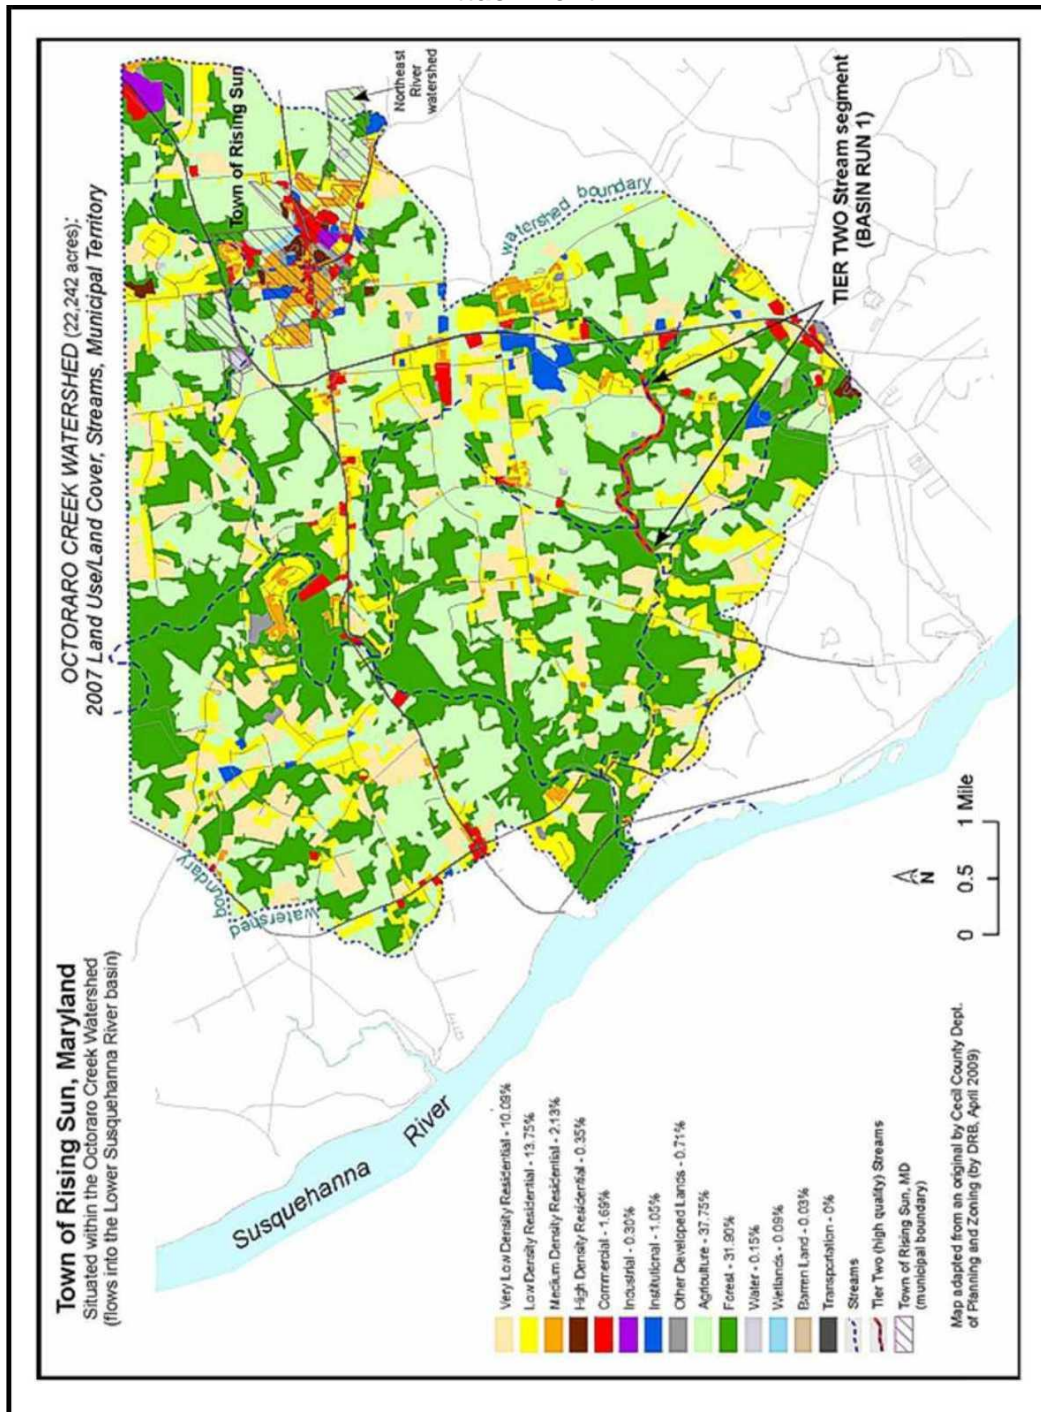 Town of Rising Sun, Maryland
Situated within the Octoraro Creek Watershed
(flows into the Lower Susquehanna River basin)
OCTORARO CREEK WATERSHED (22,242 acres):
2007 Land Use/Land Cover, Streams, Municipal Territory
Town of Rising Sun
Northeast
River
watershed
watershed boundary
watershed boundary
TIER TWO Stream segment
(BASIN RUN 1)
Susquehanna River
Very Low Density Residential - 10.09%
Low Density Residential - 13.75%
Medium Density Residential - 2.13%
High Density Residential - 0.35%
Commercial - 1.69%
Industrial - 0.30%
Institutional - 1.05%
Other Developed Lands - 0.71%
Agriculture - 37.75%
Forest - 31.90%
Water - 0.15%
Wetlands - 0.09%
Barren Land - 0.03%
Transportation - 0%
Streams
Tier Two (high quality) Streams
Town of Rising Sun, MD
(municipal boundary)
N
0 0.5 1 Mile
Map adapted from an original by Cecil County Dept.
of Planning and Zoning (by DRB, April 2009)